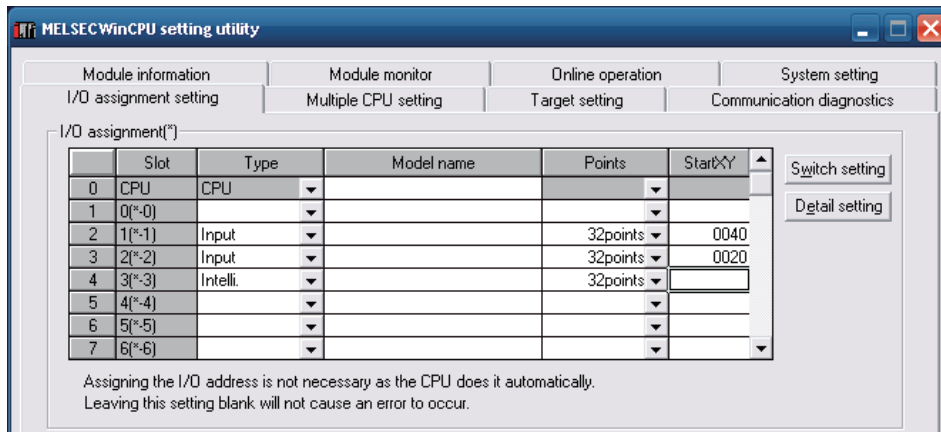 MELSECWinCPU setting utility
Module information Module monitor Online operation System setting
I/O assignment setting Multiple CPU setting Target setting Communication diagnostics
I/O assignment(*)
Slot Type Model name Points StartXY
0 CPU CPU
1 0(*-0)
2 1(*-1) Input 32points 0040
3 2(*-2) Input 32points 0020
4 3(*-3) Intelli. 32points
5 4(*-4)
6 5(*-5)
7 6(*-6)
Switch setting
Detail setting
Assigning the I/O address is not necessary as the CPU does it automatically.
Leaving this setting blank will not cause an error to occur.